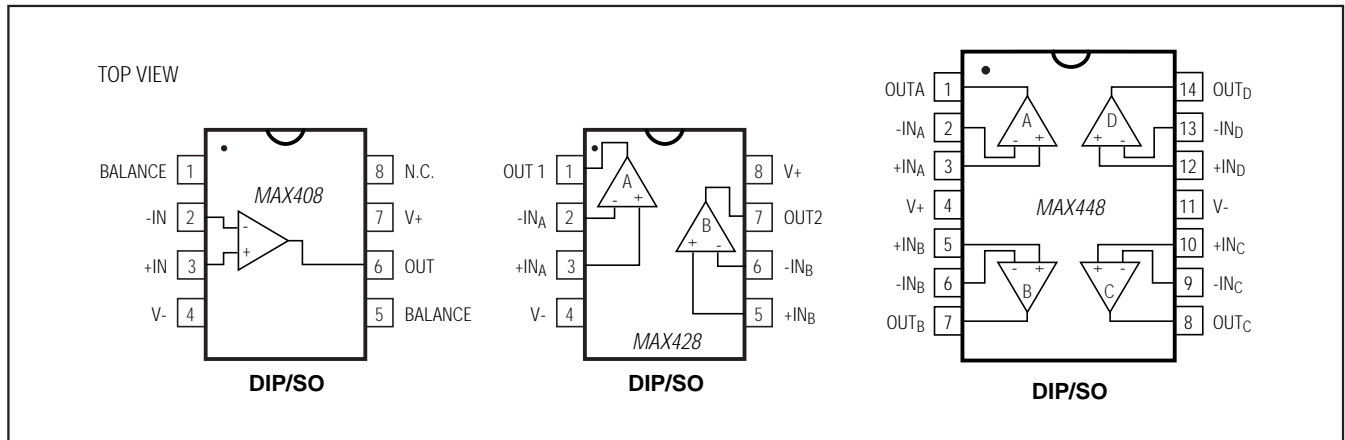 TOP VIEW
BALANCE 1
-IN 2
+IN 3
V- 4
8 N.C.
7 V+
6 OUT
5 BALANCE
MAX408
- 
+
DIP/SO
OUT 1 1
-INA 2
+INA 3
V- 4
8 V+
7 OUT2
6 -INB
5 +INB
A
- +
B
+ -
MAX428
DIP/SO
OUTA 1
-INA 2
+INA 3
V+ 4
+INB 5
-INB 6
OUTB 7
14 OUTD
13 -IND
12 +IND
11 V-
10 +INC
9 -INC
8 OUTC
A
- +
D
+ -
MAX448
- +
B
+ -
C
DIP/SO